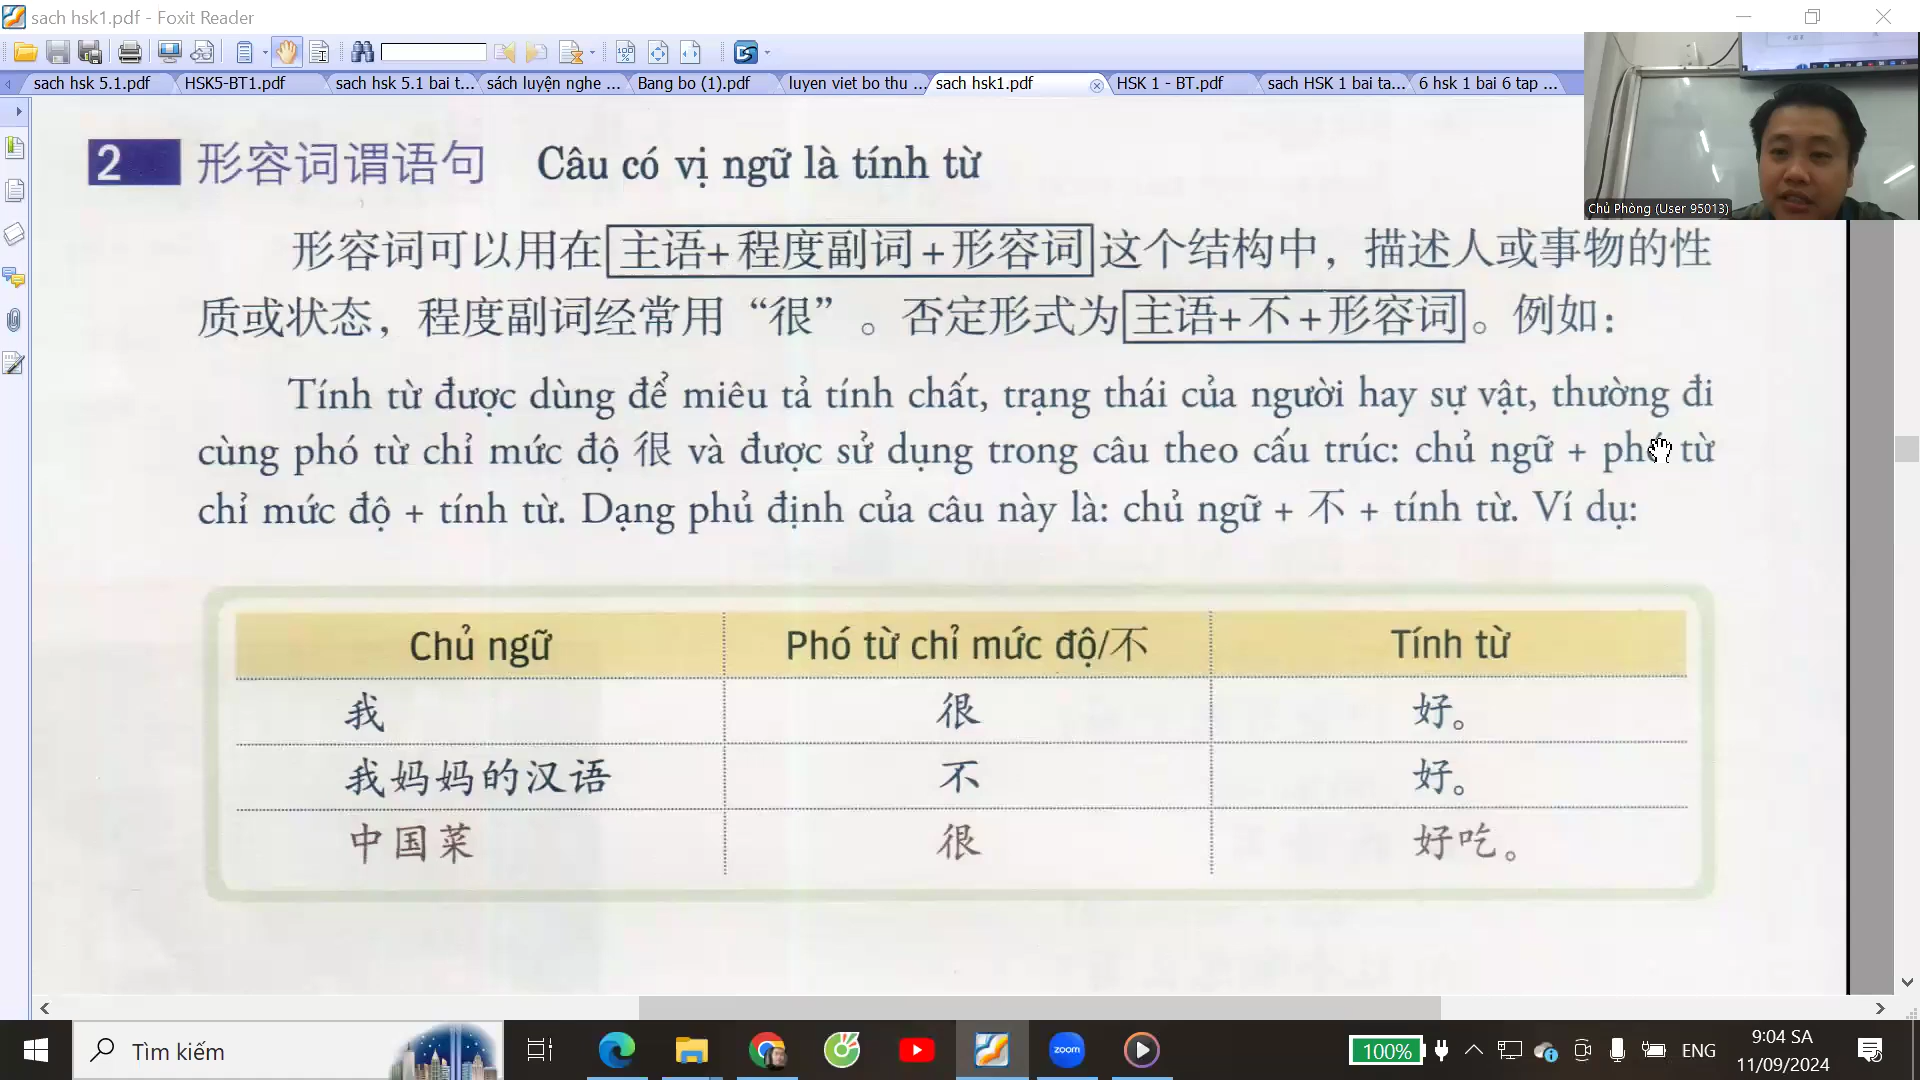 sach hsk1.pdf - Foxit Reader
sach hsk 5.1.pdf
HSK5-BT1.pdf
sach hsk 5.1 bai t...
sách luyện nghe ...
Bang bo (1).pdf
luyen viet bo thu ...
sach hsk1.pdf
HSK 1 - BT.pdf
sach HSK 1 bai ta...
6 hsk 1 bai 6 tap ...
Chủ Phòng (User 95013)
2 形容词谓语句 Câu có vị ngữ là tính từ
形容词可以用在主语+程度副词+形容词这个结构中，描述人或事物的性
质或状态，程度副词经常用“很”。否定形式为主语+不+形容词。例如：
Tính từ được dùng để miêu tả tính chất, trạng thái của người hay sự vật, thường đi
cùng phó từ chỉ mức độ 很 và được sử dụng trong câu theo cấu trúc: chủ ngữ + phó từ
chỉ mức độ + tính từ. Dạng phủ định của câu này là: chủ ngữ + 不 + tính từ. Ví dụ:
Chủ ngữ Phó từ chỉ mức độ/不 Tính từ
我 很 好。
我妈妈的汉语 不 好。
中国菜 很 好吃。
Tìm kiếm
zoom
100%
ENG
9:04 SA
11/09/2024